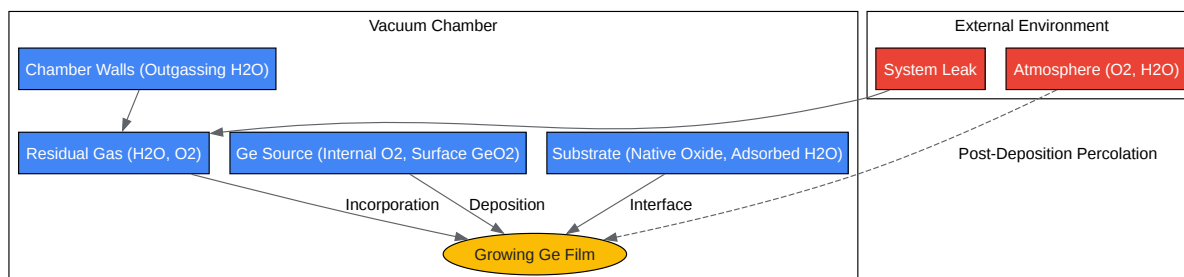 Vacuum Chamber
External Environment
Chamber Walls (Outgassing H2O)
System Leak
Atmosphere (O2, H2O)
Residual Gas (H2O, O2)
Ge Source (Internal O2, Surface GeO2)
Substrate (Native Oxide, Adsorbed H2O)
Post-Deposition Percolation
Incorporation
Deposition
Interface
Growing Ge Film